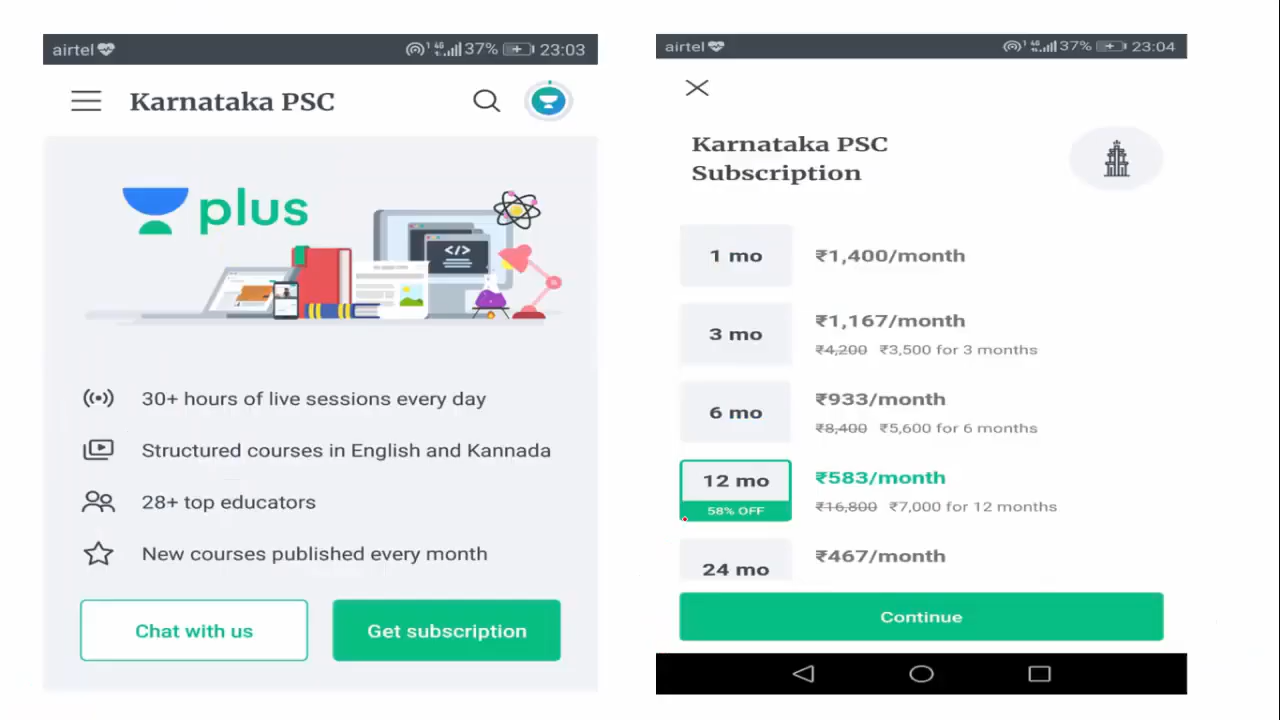 airtel 4G 37% 23:03
Karnataka PSC
plus
</>
30+ hours of live sessions every day
Structured courses in English and Kannada
28+ top educators
New courses published every month
Chat with us
Get subscription
airtel 4G 37% 23:04
Karnataka PSC
Subscription
1 mo ₹1,400/month
3 mo ₹1,167/month
₹4,200 ₹3,500 for 3 months
6 mo ₹933/month
₹8,400 ₹5,600 for 6 months
12 mo ₹583/month
58% OFF ₹16,800 ₹7,000 for 12 months
24 mo ₹467/month
Continue